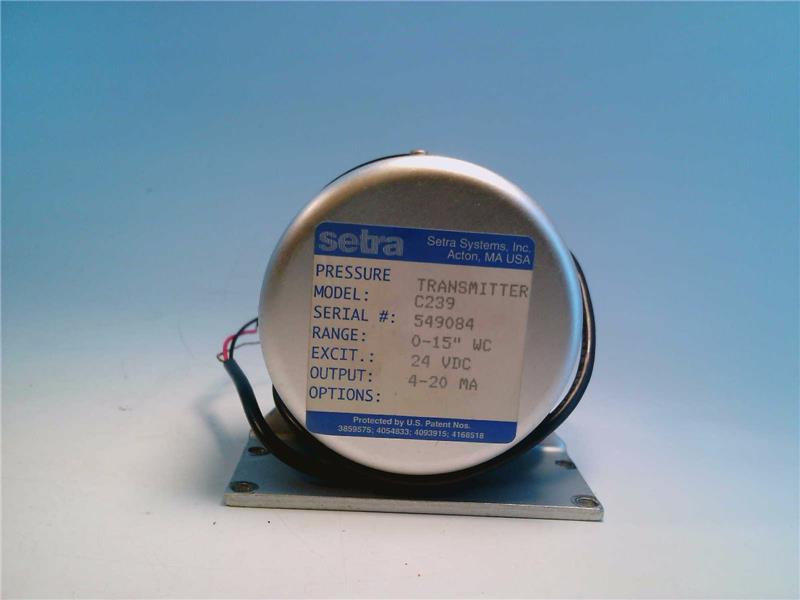 setra
Setra Systems, Inc.
Acton, MA USA
PRESSURE TRANSMITTER
MODEL: C239
SERIAL #: 549084
RANGE: 0-15" WC
EXCIT.: 24 VDC
OUTPUT: 4-20 MA
OPTIONS:
Protected by U.S. Patent Nos.
3859575; 4054833; 4093915; 4168518